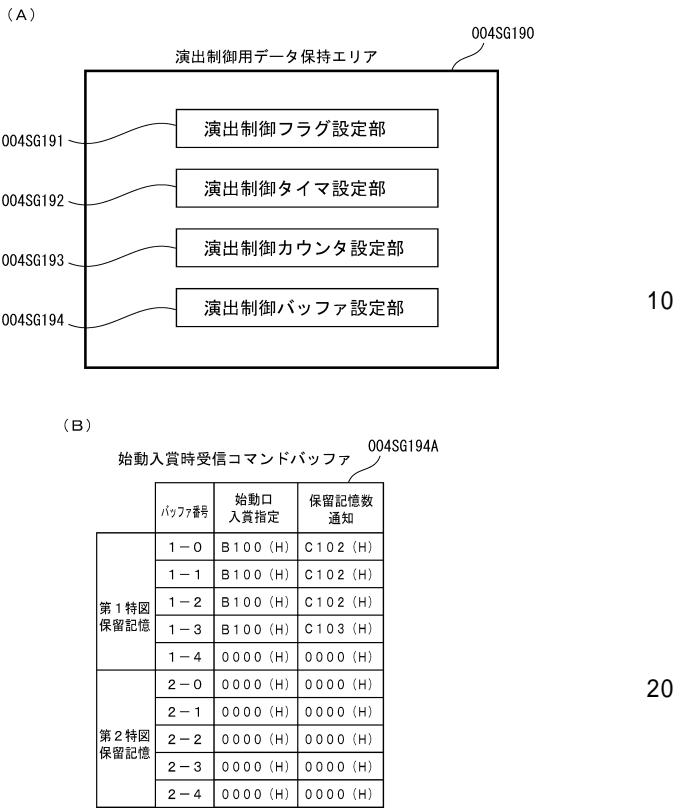 (A)
004SG190
演出制御用データ保持エリア
004SG191
演出制御フラグ設定部
004SG192
演出制御タイマ設定部
004SG193
演出制御カウンタ設定部
004SG194
演出制御バッファ設定部
10
(B)
004SG194A
始動入賞時受信コマンドバッファ
バッファ番号 始動口入賞指定 保留記憶数通知
第1特図保留記憶
1-0 B100(H) C102(H)
1-1 B100(H) C102(H)
1-2 B100(H) C102(H)
1-3 B100(H) C103(H)
1-4 0000(H) 0000(H)
第2特図保留記憶
2-0 0000(H) 0000(H)
2-1 0000(H) 0000(H)
2-2 0000(H) 0000(H)
2-3 0000(H) 0000(H)
2-4 0000(H) 0000(H)
20